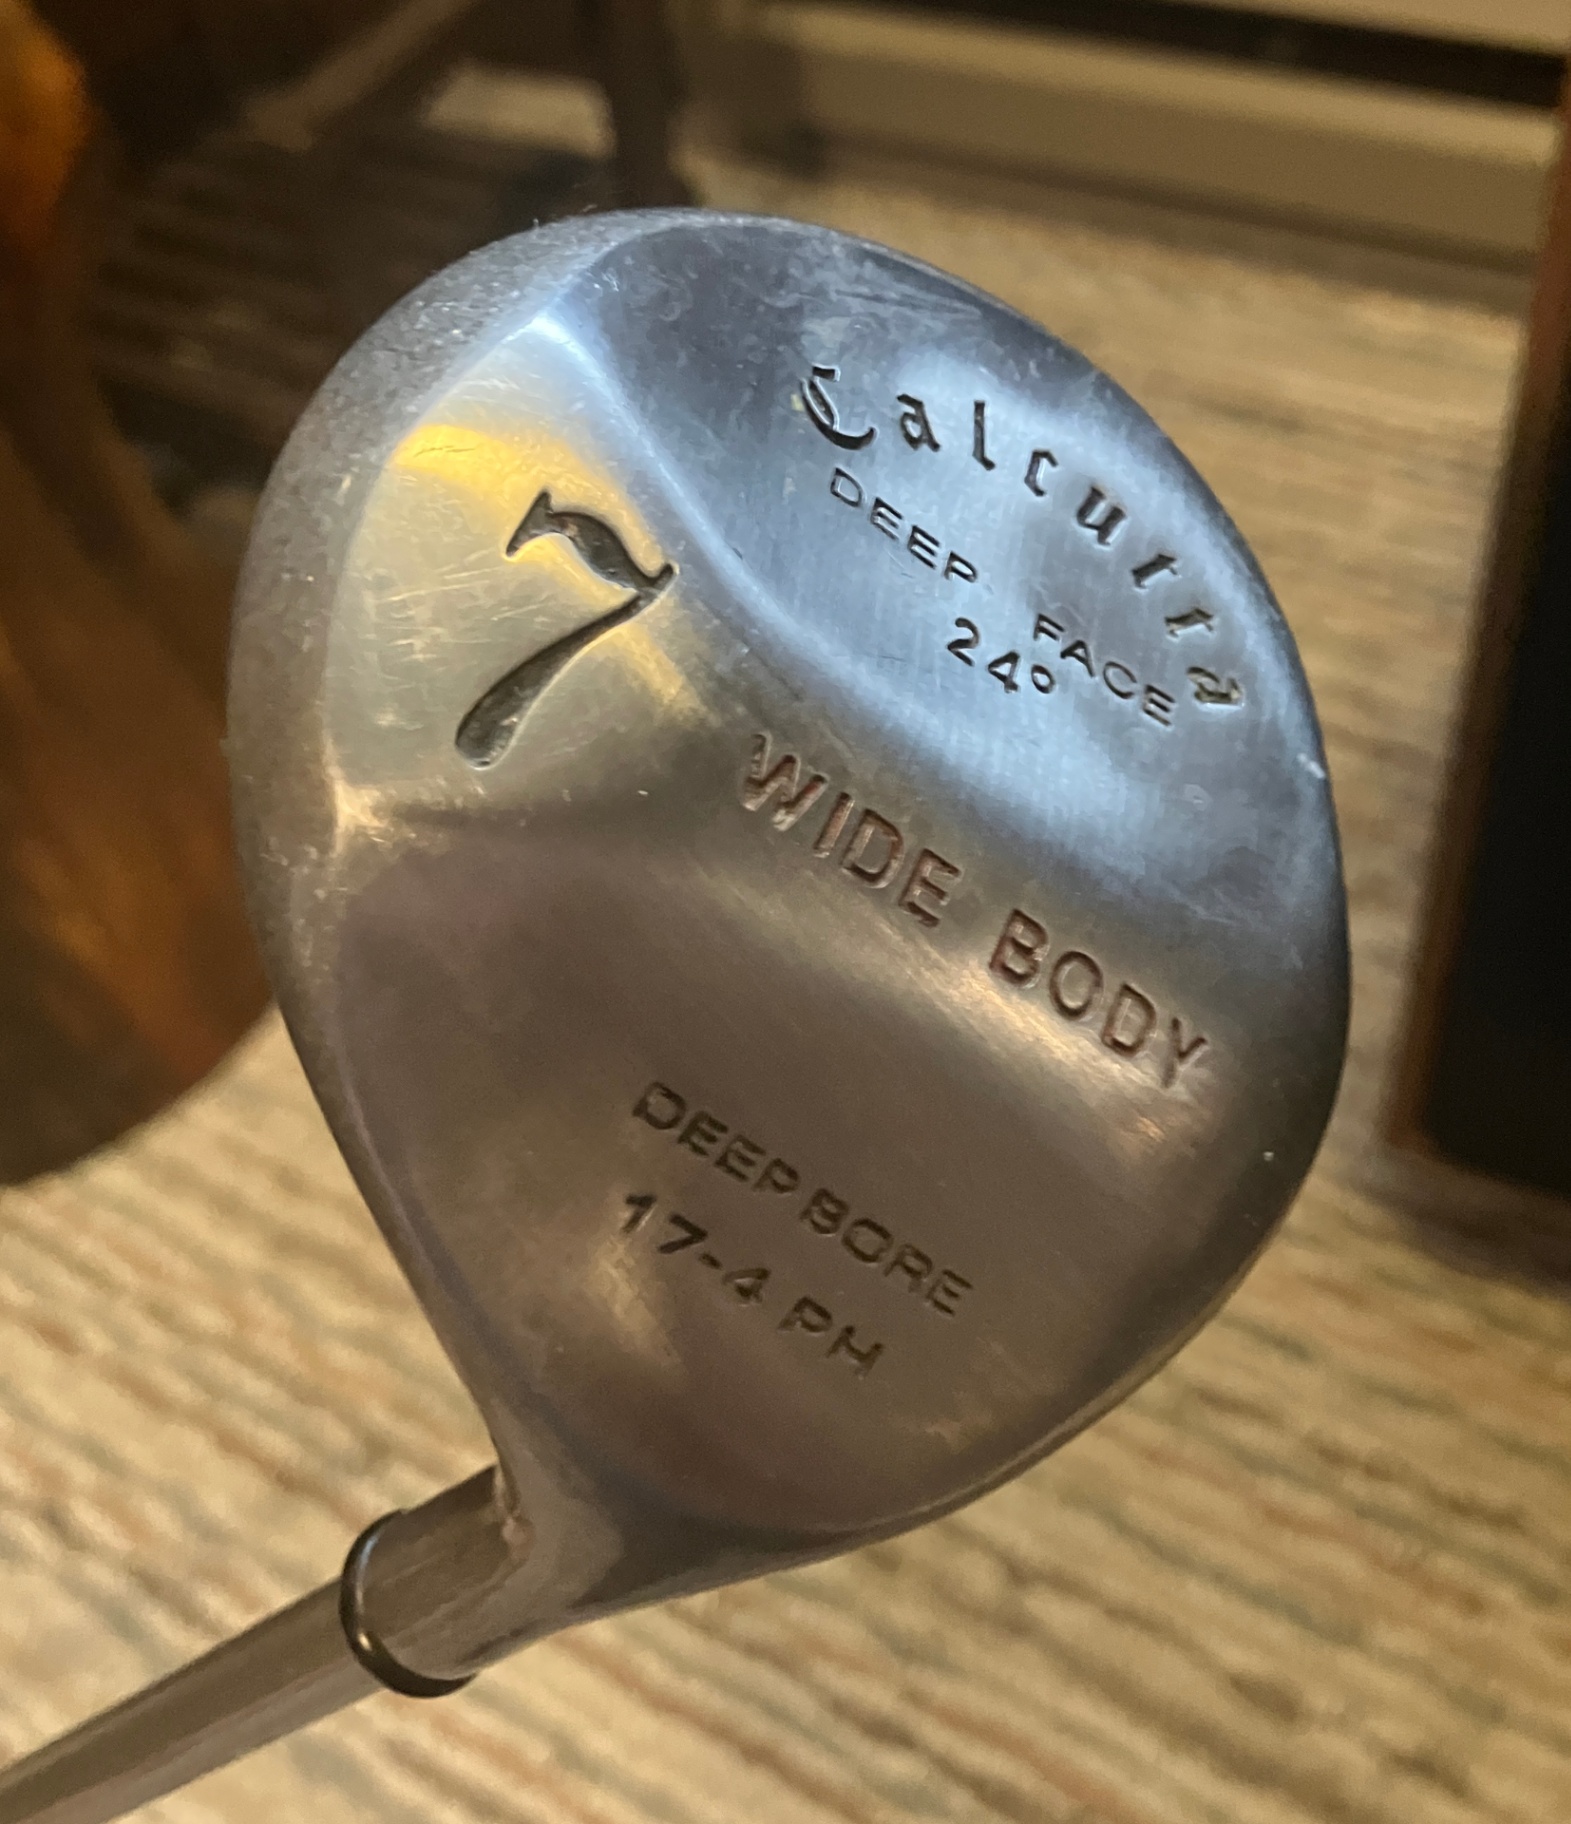 Calcutta
DEEP FACE
24°
7
WIDE BODY
DEEP BORE
17-4 PH